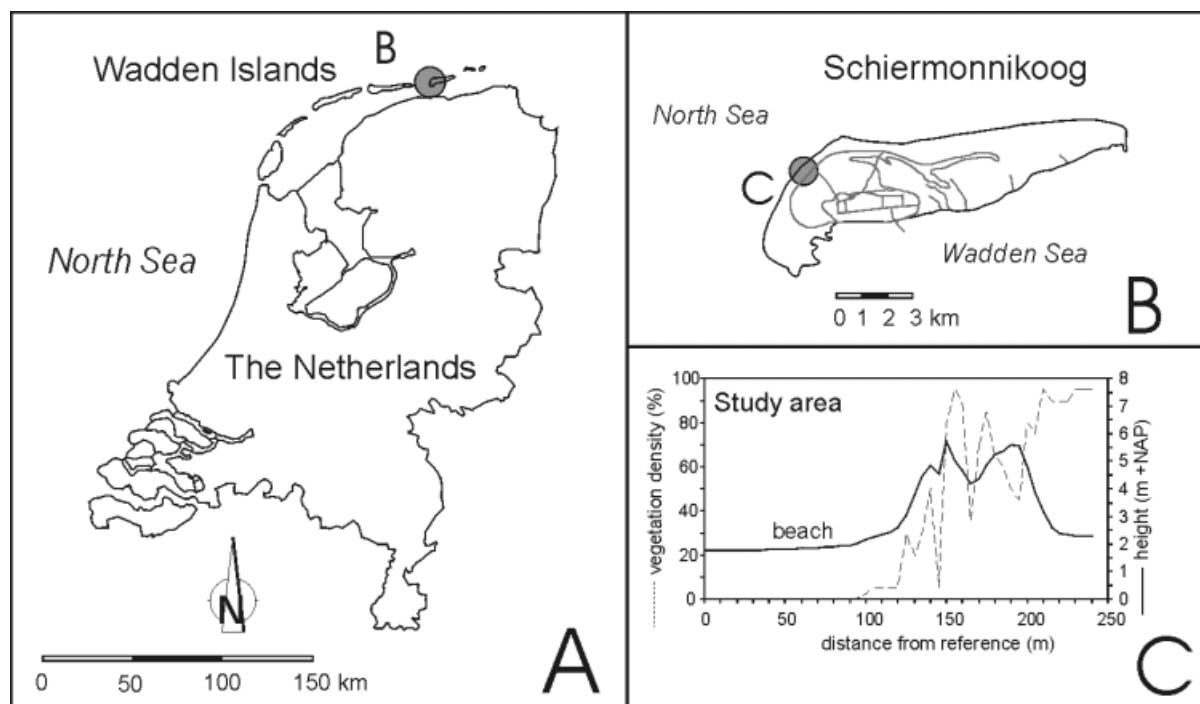 B
Wadden Islands
North Sea
The Netherlands
N
0 50 100 150 km
A
Schiermonnikoog
North Sea
C
Wadden Sea
0 1 2 3 km
B
Study area
vegetation density (%)
100
80
60
40
20
0
beach
8
7
6
5
4
3
2
1
0
height (m +NAP)
0 50 100 150 200 250
distance from reference (m)
C